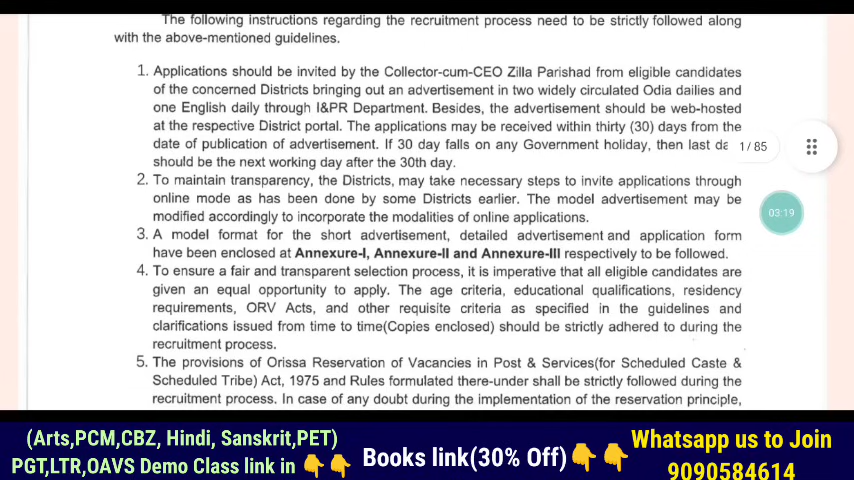 The following instructions regarding the recruitment process need to be strictly followed along
with the above-mentioned guidelines.
1. Applications should be invited by the Collector-cum-CEO Zilla Parishad from eligible candidates
of the concerned Districts bringing out an advertisement in two widely circulated Odia dailies and
one English daily through I&PR Department. Besides, the advertisement should be web-hosted
at the respective District portal. The applications may be received within thirty (30) days from the
date of publication of advertisement. If 30 day falls on any Government holiday, then last da
should be the next working day after the 30th day.
1 / 85
03:19
2. To maintain transparency, the Districts, may take necessary steps to invite applications through
online mode as has been done by some Districts earlier. The model advertisement may be
modified accordingly to incorporate the modalities of online applications.
3. A model format for the short advertisement, detailed advertisement and application form
have been enclosed at Annexure-I, Annexure-II and Annexure-III respectively to be followed.
4. To ensure a fair and transparent selection process, it is imperative that all eligible candidates are
given an equal opportunity to apply. The age criteria, educational qualifications, residency
requirements, ORV Acts, and other requisite criteria as specified in the guidelines and
clarifications issued from time to time(Copies enclosed) should be strictly adhered to during the
recruitment process.
5. The provisions of Orissa Reservation of Vacancies in Post & Services(for Scheduled Caste &
Scheduled Tribe) Act, 1975 and Rules formulated there-under shall be strictly followed during the
recruitment process. In case of any doubt during the implementation of the reservation principle,
(Arts,PCM,CBZ, Hindi, Sanskrit,PET)
PGT,LTR,OAVS Demo Class link in 👇👇
Books link(30% Off)👇👇
Whatsapp us to Join
9090584614